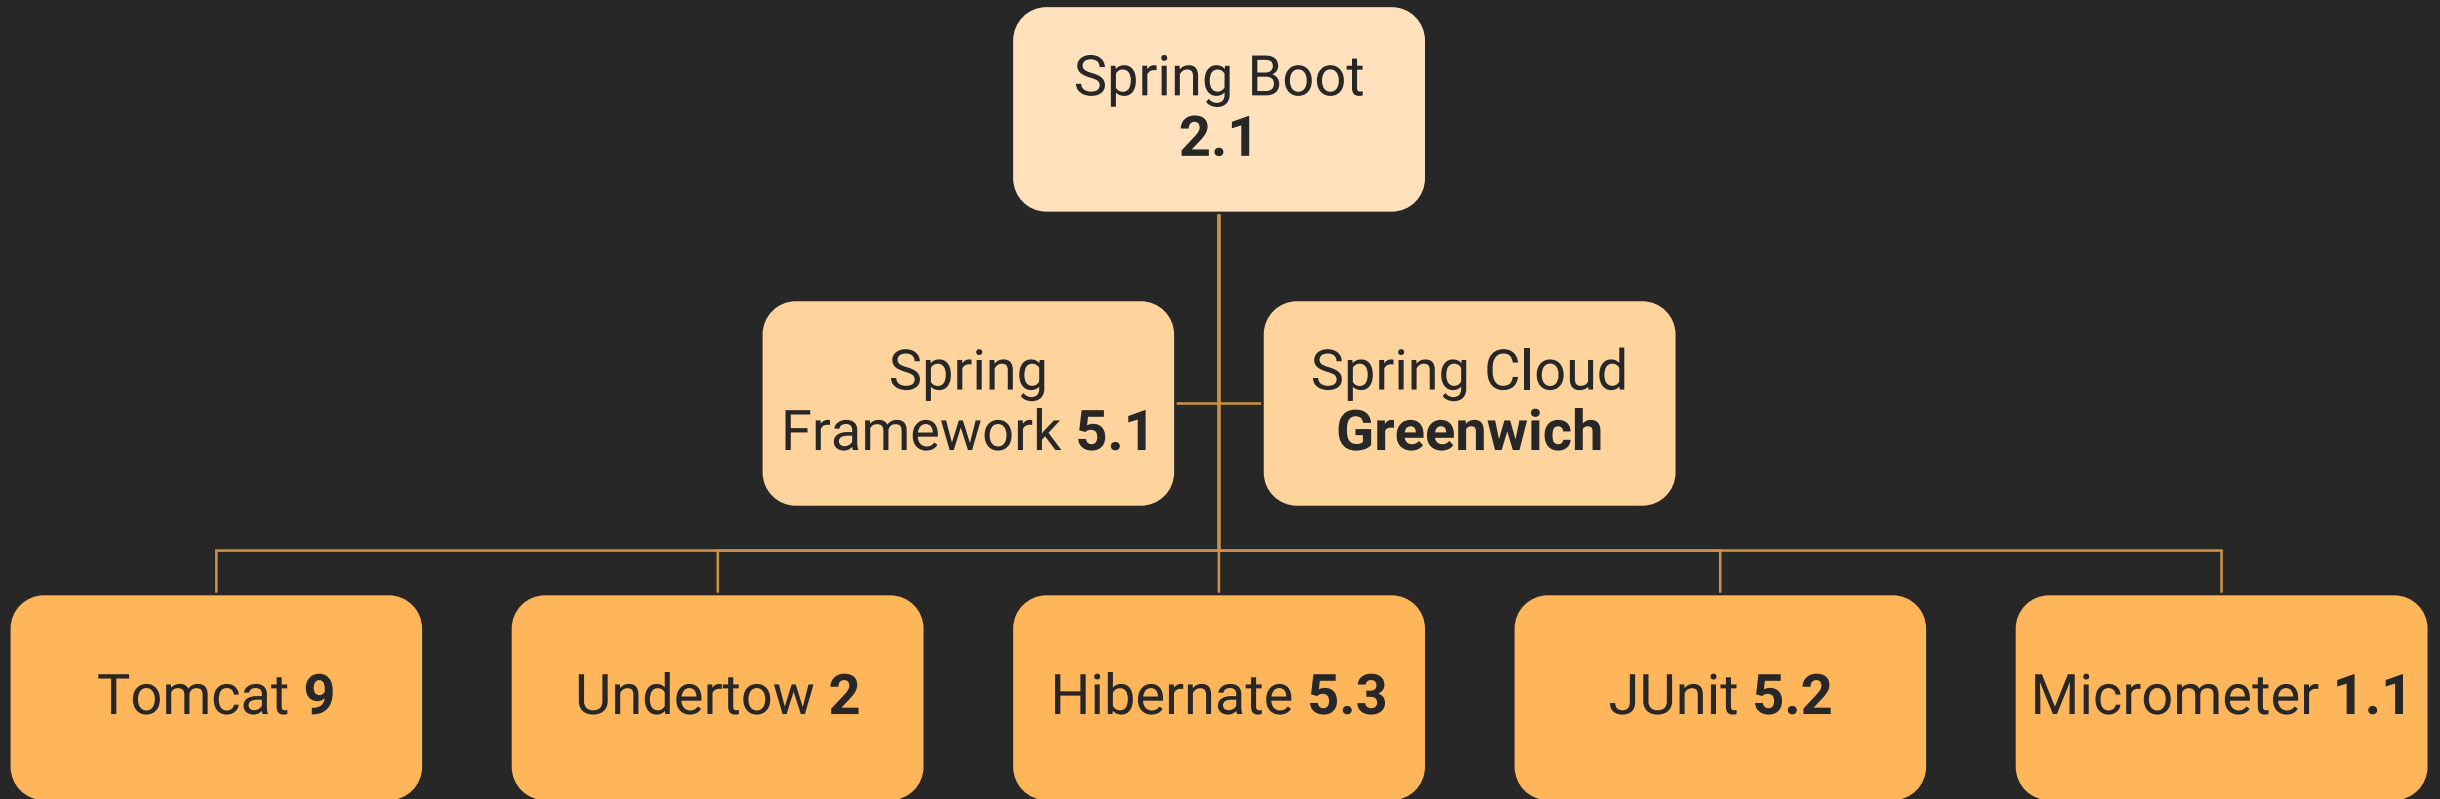 Spring Boot
2.1
Spring
Framework 5.1
Spring Cloud
Greenwich
Tomcat 9
Undertow 2
Hibernate 5.3
JUnit 5.2
Micrometer 1.1